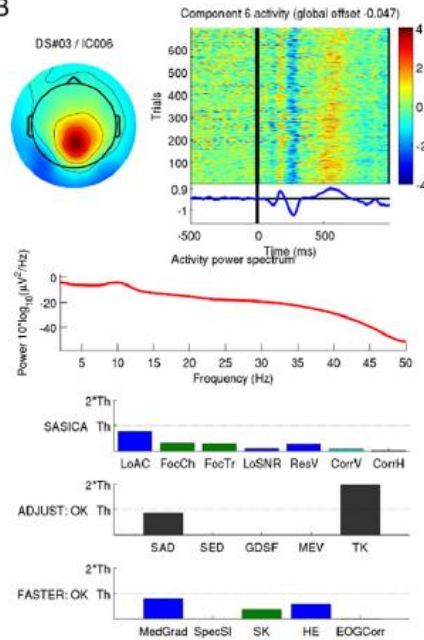 B
Component 6 activity (global offset -0.047)
DS#03 / IC006
Trials
600
500
400
300
200
100
4
2
0
-2
-4
0.9
-1
-500 0 500
Time (ms)
Activity power spectrum
Power 10*log10(μV2/Hz)
0
-20
-40
5 10 15 20 25 30 35 40 45 50
Frequency (Hz)
2*Th
SASICA Th
LoAC FocCh FocTr LoSNR ResV CorrV CorrH
2*Th
ADJUST: OK Th
SAD SED GDSF MEV TK
2*Th
FASTER: OK Th
MedGrad SpecSl SK HE EOGCorr